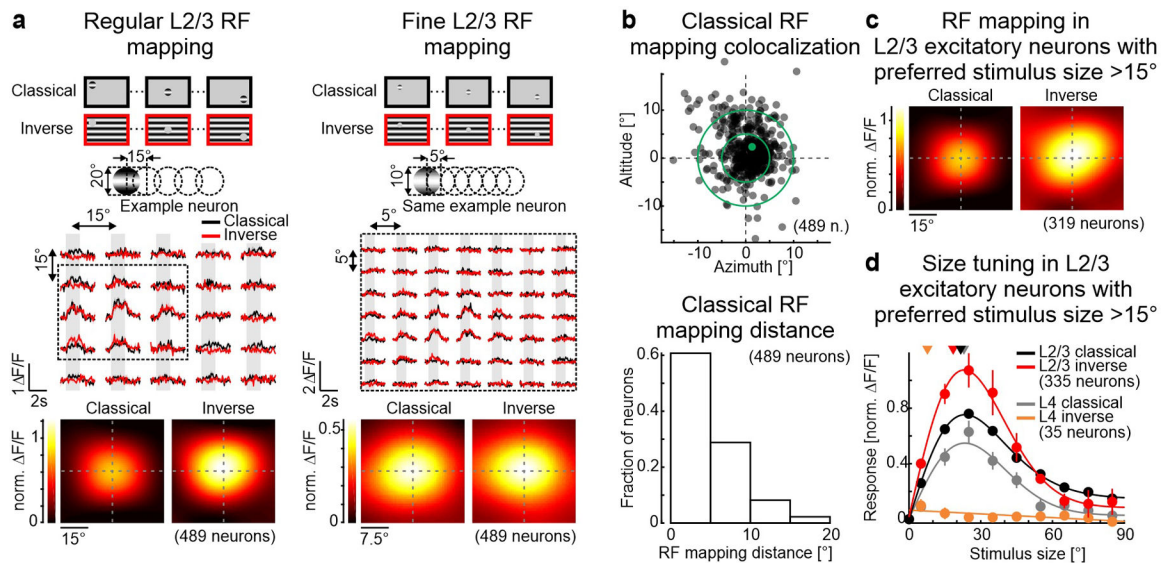 a
Regular L2/3 RF
mapping
Classical
Inverse
15°
20°
Example neuron
Classical
Inverse
15°
15°
1 ΔF/F
2s
Classical
Inverse
norm. ΔF/F
1
0
15°
(489 neurons)
Fine L2/3 RF
mapping
Classical
Inverse
5°
10°
Same example neuron
5°
5°
2 ΔF/F
2s
Classical
Inverse
norm. ΔF/F
0.5
0
7.5°
(489 neurons)
b
Classical RF
mapping colocalization
Altitude [°]
10
0
-10
(489 n.)
-10
0
10
Azimuth [°]
Classical RF
mapping distance
(489 neurons)
Fraction of neurons
0.6
0.4
0.2
0
0
10
20
RF mapping distance [°]
c
RF mapping in
L2/3 excitatory neurons with
preferred stimulus size >15°
Classical
Inverse
norm. ΔF/F
1
0
15°
(319 neurons)
d
Size tuning in L2/3
excitatory neurons with
preferred stimulus size >15°
L2/3 classical
L2/3 inverse
(335 neurons)
L4 classical
L4 inverse
(35 neurons)
Response [norm. ΔF/F]
0.8
0.4
0
0
30
60
90
Stimulus size [°]